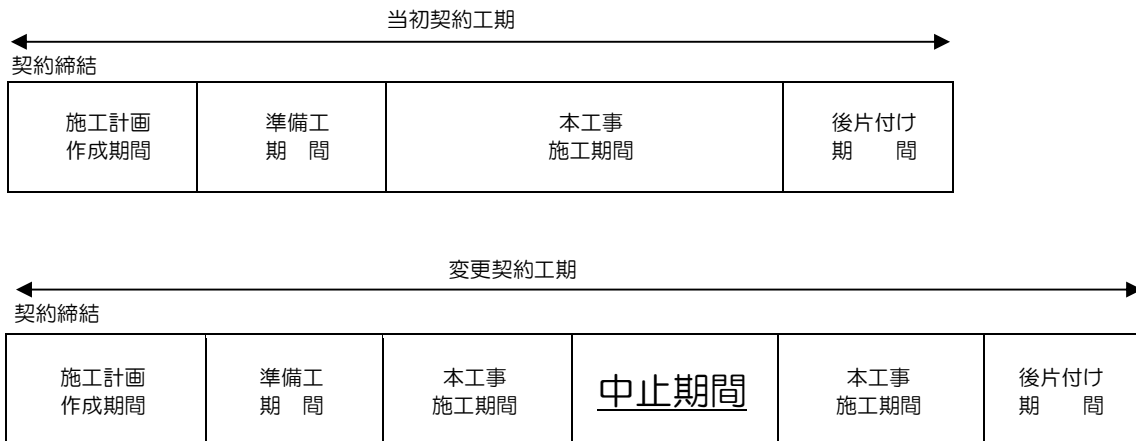 当初契約工期
契約締結
施工計画
作成期間
準備工
期　間
本工事
施工期間
後片付け
期　　間
変更契約工期
契約締結
施工計画
作成期間
準備工
期　間
本工事
施工期間
中止期間
本工事
施工期間
後片付け
期　　間